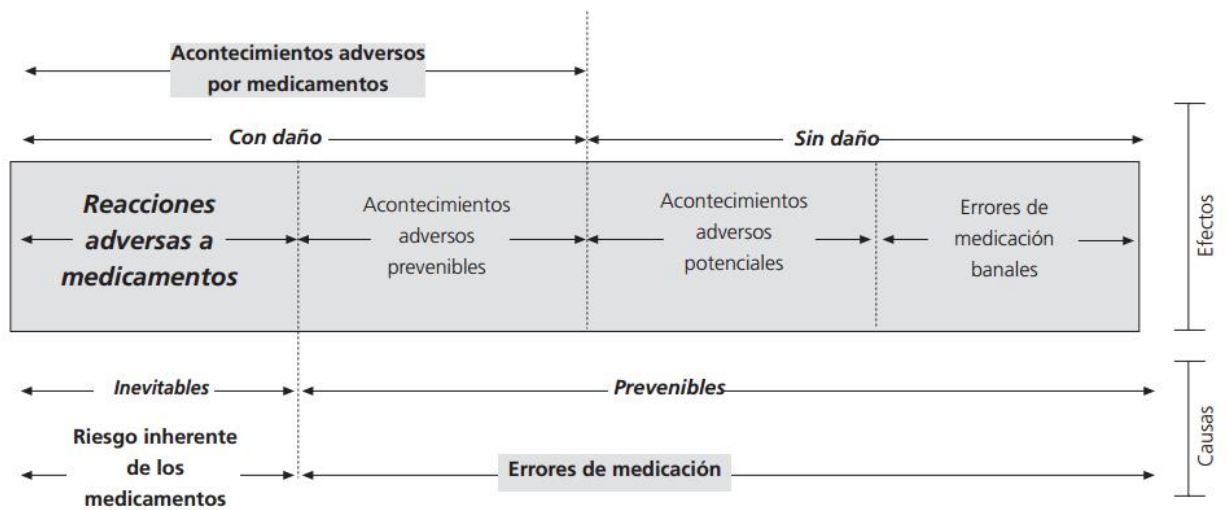 Acontecimientos adversos
por medicamentos
Con daño
Sin daño
Reacciones
adversas a
medicamentos
Acontecimientos
adversos
prevenibles
Acontecimientos
adversos
potenciales
Errores de
medicación
banales
Efectos
Inevitables
Prevenibles
Riesgo inherente
de los
medicamentos
Errores de medicación
Causas